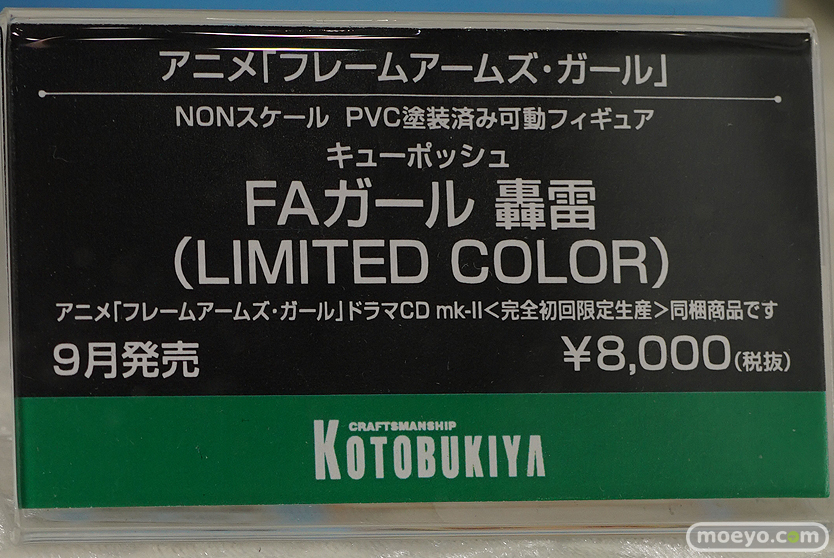 アニメ「フレームアームズ・ガール」
NONスケール PVC塗装済み可動フィギュア
キューポッシュ
FAガール 轟雷
(LIMITED COLOR)
アニメ「フレームアームズ・ガール」ドラマCD mk-II<完全初回限定生産>同梱商品です
9月発売 ¥8,000(税抜)
CRAFTSMANSHIP
KOTOBUKIYA
moeyo.com